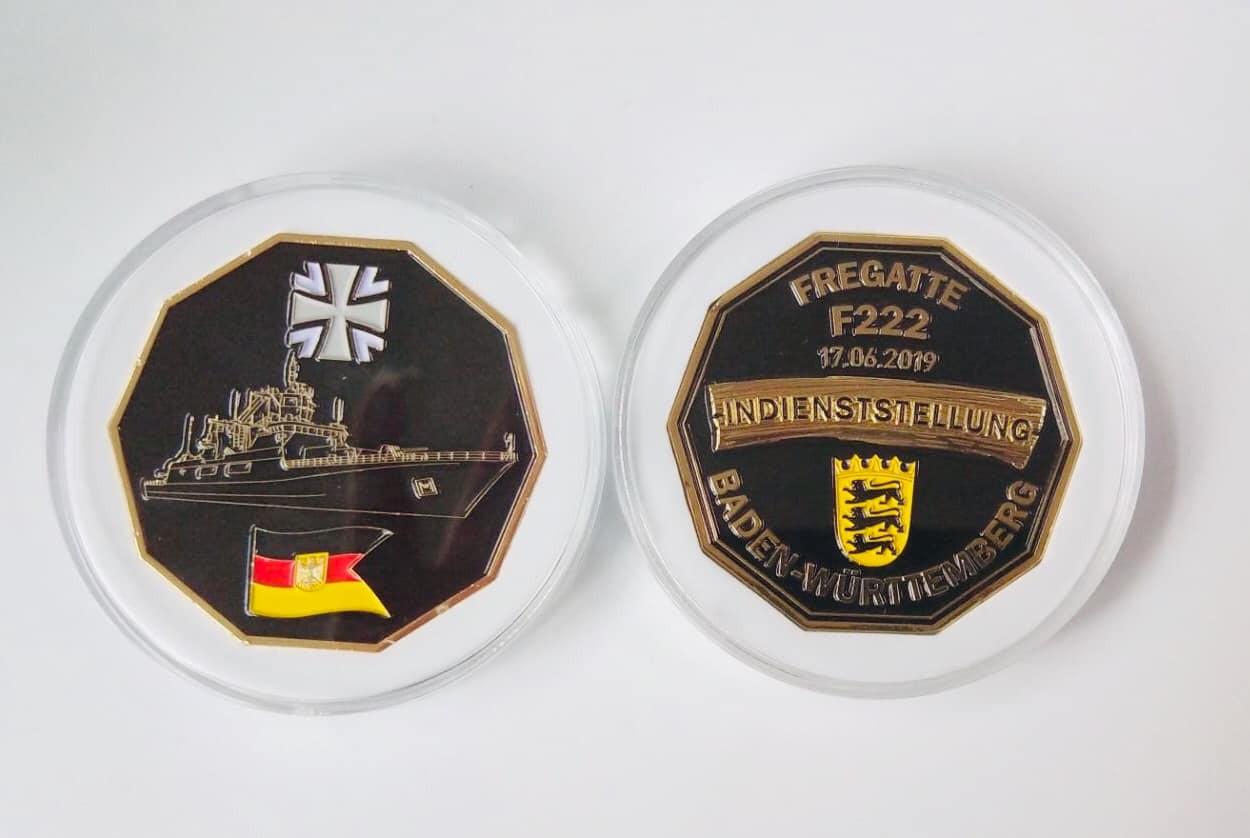 FREGATTE
F222
17.06.2019
INDIENSTSTELLUNG
BADEN-WÜRTTEMBERG